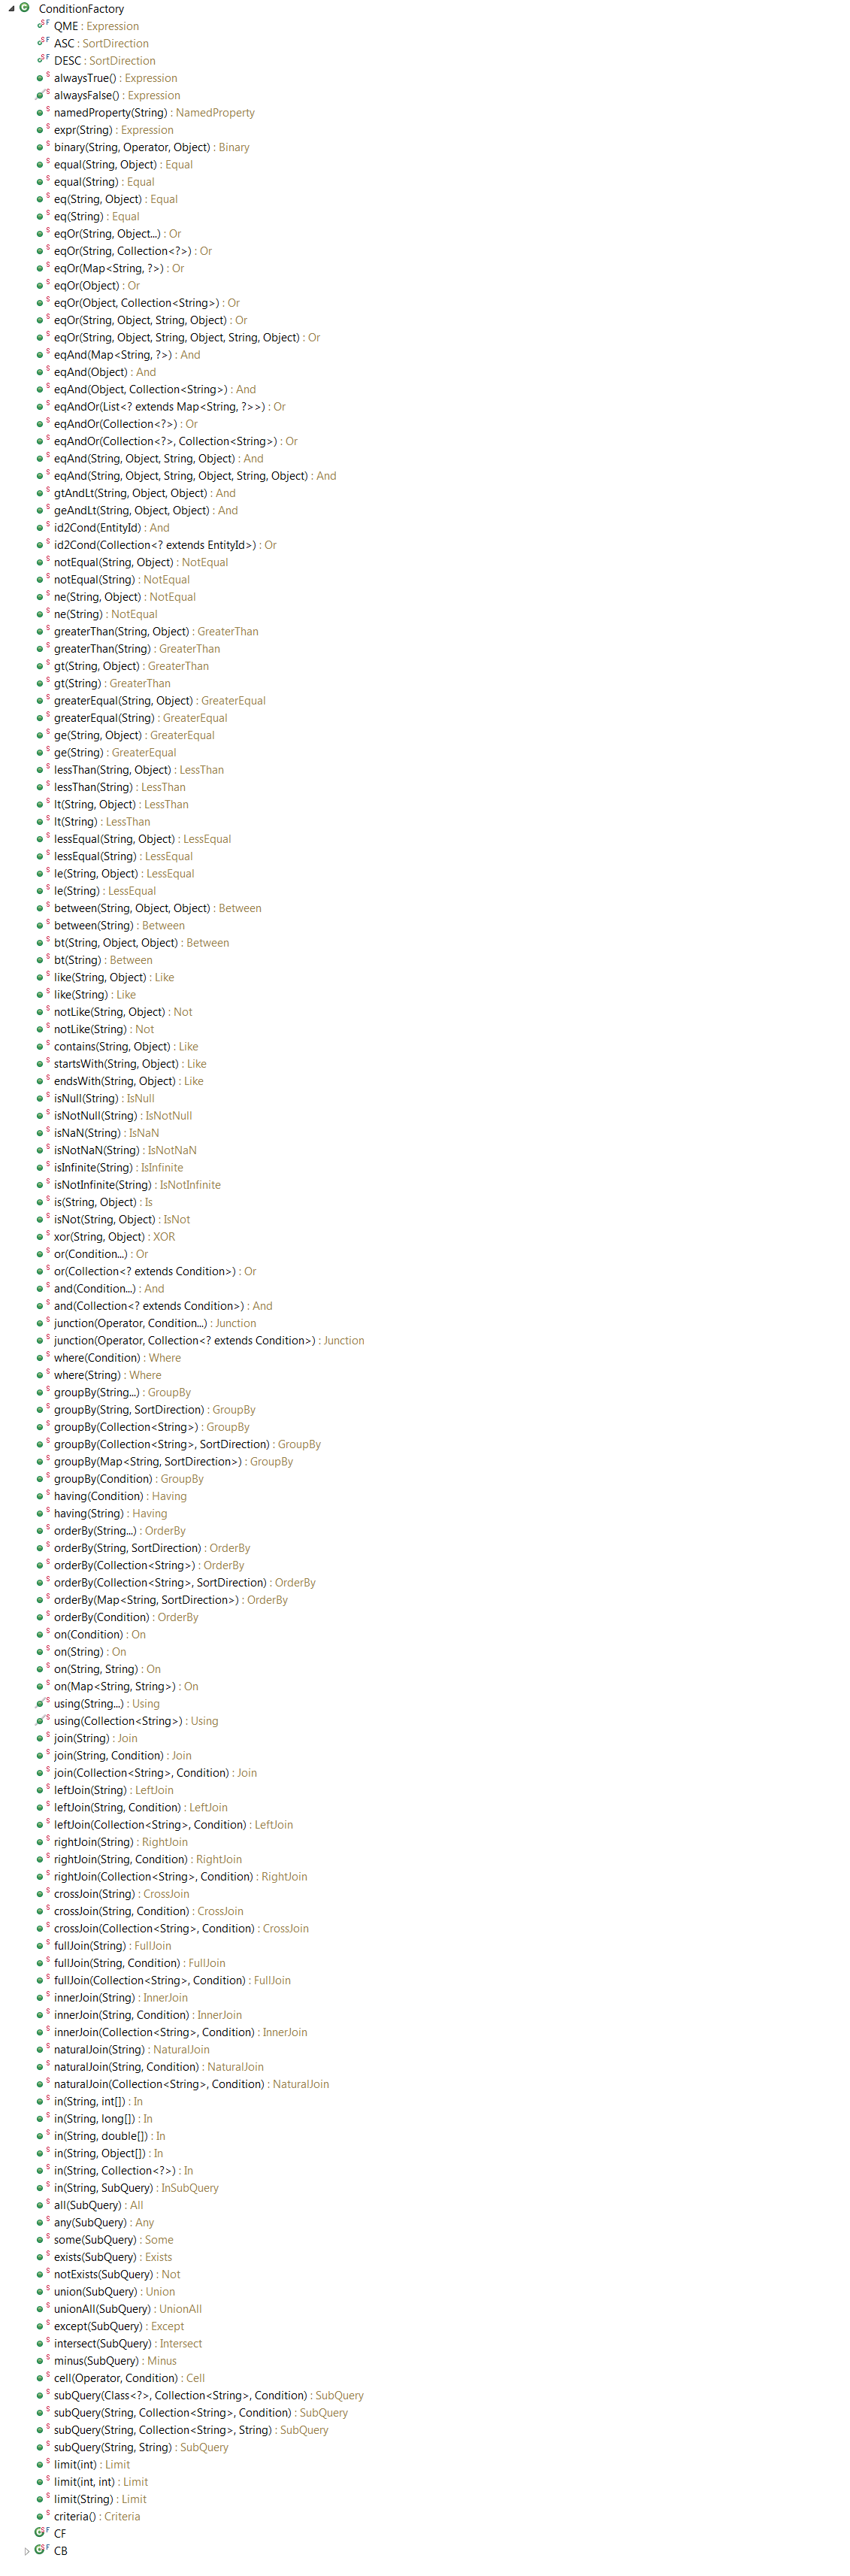 ConditionFactory
QME : Expression
ASC : SortDirection
DESC : SortDirection
alwaysTrue() : Expression
alwaysFalse() : Expression
namedProperty(String) : NamedProperty
expr(String) : Expression
binary(String, Operator, Object) : Binary
equal(String, Object) : Equal
equal(String) : Equal
eq(String, Object) : Equal
eq(String) : Equal
eqOr(String, Object...) : Or
eqOr(String, Collection<?>) : Or
eqOr(Map<String, ?>) : Or
eqOr(Object) : Or
eqOr(Object, Collection<String>) : Or
eqOr(String, Object, String, Object) : Or
eqOr(String, Object, String, Object, String, Object) : Or
eqAnd(Map<String, ?>) : And
eqAnd(Object) : And
eqAnd(Object, Collection<String>) : And
eqAndOr(List<? extends Map<String, ?>>) : Or
eqAndOr(Collection<?>) : Or
eqAndOr(Collection<?>, Collection<String>) : Or
eqAnd(String, Object, String, Object) : And
eqAnd(String, Object, String, Object, String, Object) : And
gtAndLt(String, Object, Object) : And
geAndLt(String, Object, Object) : And
id2Cond(EntityId) : And
id2Cond(Collection<? extends EntityId>) : Or
notEqual(String, Object) : NotEqual
notEqual(String) : NotEqual
ne(String, Object) : NotEqual
ne(String) : NotEqual
greaterThan(String, Object) : GreaterThan
greaterThan(String) : GreaterThan
gt(String, Object) : GreaterThan
gt(String) : GreaterThan
greaterEqual(String, Object) : GreaterEqual
greaterEqual(String) : GreaterEqual
ge(String, Object) : GreaterEqual
ge(String) : GreaterEqual
lessThan(String, Object) : LessThan
lessThan(String) : LessThan
lt(String, Object) : LessThan
lt(String) : LessThan
lessEqual(String, Object) : LessEqual
lessEqual(String) : LessEqual
le(String, Object) : LessEqual
le(String) : LessEqual
between(String, Object, Object) : Between
between(String) : Between
bt(String, Object, Object) : Between
bt(String) : Between
like(String, Object) : Like
like(String) : Like
notLike(String, Object) : Not
notLike(String) : Not
contains(String, Object) : Like
startsWith(String, Object) : Like
endsWith(String, Object) : Like
isNull(String) : IsNull
isNotNull(String) : IsNotNull
isNaN(String) : IsNaN
isNotNaN(String) : IsNotNaN
isInfinite(String) : IsInfinite
isNotInfinite(String) : IsNotInfinite
is(String, Object) : Is
isNot(String, Object) : IsNot
xor(String, Object) : XOR
or(Condition...) : Or
or(Collection<? extends Condition>) : Or
and(Condition...) : And
and(Collection<? extends Condition>) : And
junction(Operator, Condition...) : Junction
junction(Operator, Collection<? extends Condition>) : Junction
where(Condition) : Where
where(String) : Where
groupBy(String...) : GroupBy
groupBy(String, SortDirection) : GroupBy
groupBy(Collection<String>) : GroupBy
groupBy(Collection<String>, SortDirection) : GroupBy
groupBy(Map<String, SortDirection>) : GroupBy
groupBy(Condition) : GroupBy
having(Condition) : Having
having(String) : Having
orderBy(String...) : OrderBy
orderBy(String, SortDirection) : OrderBy
orderBy(Collection<String>) : OrderBy
orderBy(Collection<String>, SortDirection) : OrderBy
orderBy(Map<String, SortDirection>) : OrderBy
orderBy(Condition) : OrderBy
on(Condition) : On
on(String) : On
on(String, String) : On
on(Map<String, String>) : On
using(String...) : Using
using(Collection<String>) : Using
join(String) : Join
join(String, Condition) : Join
join(Collection<String>, Condition) : Join
leftJoin(String) : LeftJoin
leftJoin(String, Condition) : LeftJoin
leftJoin(Collection<String>, Condition) : LeftJoin
rightJoin(String) : RightJoin
rightJoin(String, Condition) : RightJoin
rightJoin(Collection<String>, Condition) : RightJoin
crossJoin(String) : CrossJoin
crossJoin(String, Condition) : CrossJoin
crossJoin(Collection<String>, Condition) : CrossJoin
fullJoin(String) : FullJoin
fullJoin(String, Condition) : FullJoin
fullJoin(Collection<String>, Condition) : FullJoin
innerJoin(String) : InnerJoin
innerJoin(String, Condition) : InnerJoin
innerJoin(Collection<String>, Condition) : InnerJoin
naturalJoin(String) : NaturalJoin
naturalJoin(String, Condition) : NaturalJoin
naturalJoin(Collection<String>, Condition) : NaturalJoin
in(String, int[]) : In
in(String, long[]) : In
in(String, double[]) : In
in(String, Object[]) : In
in(String, Collection<?>) : In
in(String, SubQuery) : InSubQuery
all(SubQuery) : All
any(SubQuery) : Any
some(SubQuery) : Some
exists(SubQuery) : Exists
notExists(SubQuery) : Not
union(SubQuery) : Union
unionAll(SubQuery) : UnionAll
except(SubQuery) : Except
intersect(SubQuery) : Intersect
minus(SubQuery) : Minus
cell(Operator, Condition) : Cell
subQuery(Class<?>, Collection<String>, Condition) : SubQuery
subQuery(String, Collection<String>, Condition) : SubQuery
subQuery(String, Collection<String>, String) : SubQuery
subQuery(String, String) : SubQuery
limit(int) : Limit
limit(int, int) : Limit
limit(String) : Limit
criteria() : Criteria
CF
CB